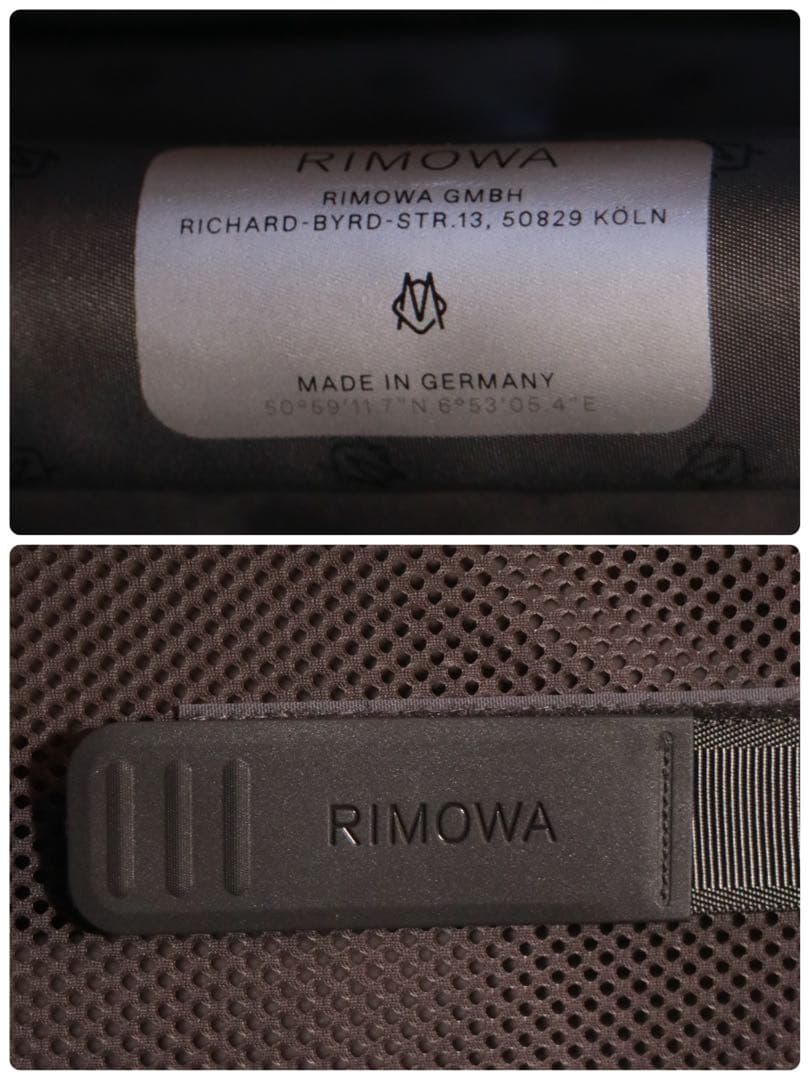 RIMOWA
RIMOWA GMBH
RICHARD-BYRD-STR.13, 50829 KÖLN
MADE IN GERMANY
50°59'11.7"N 6°53'05.4"E
RIMOWA